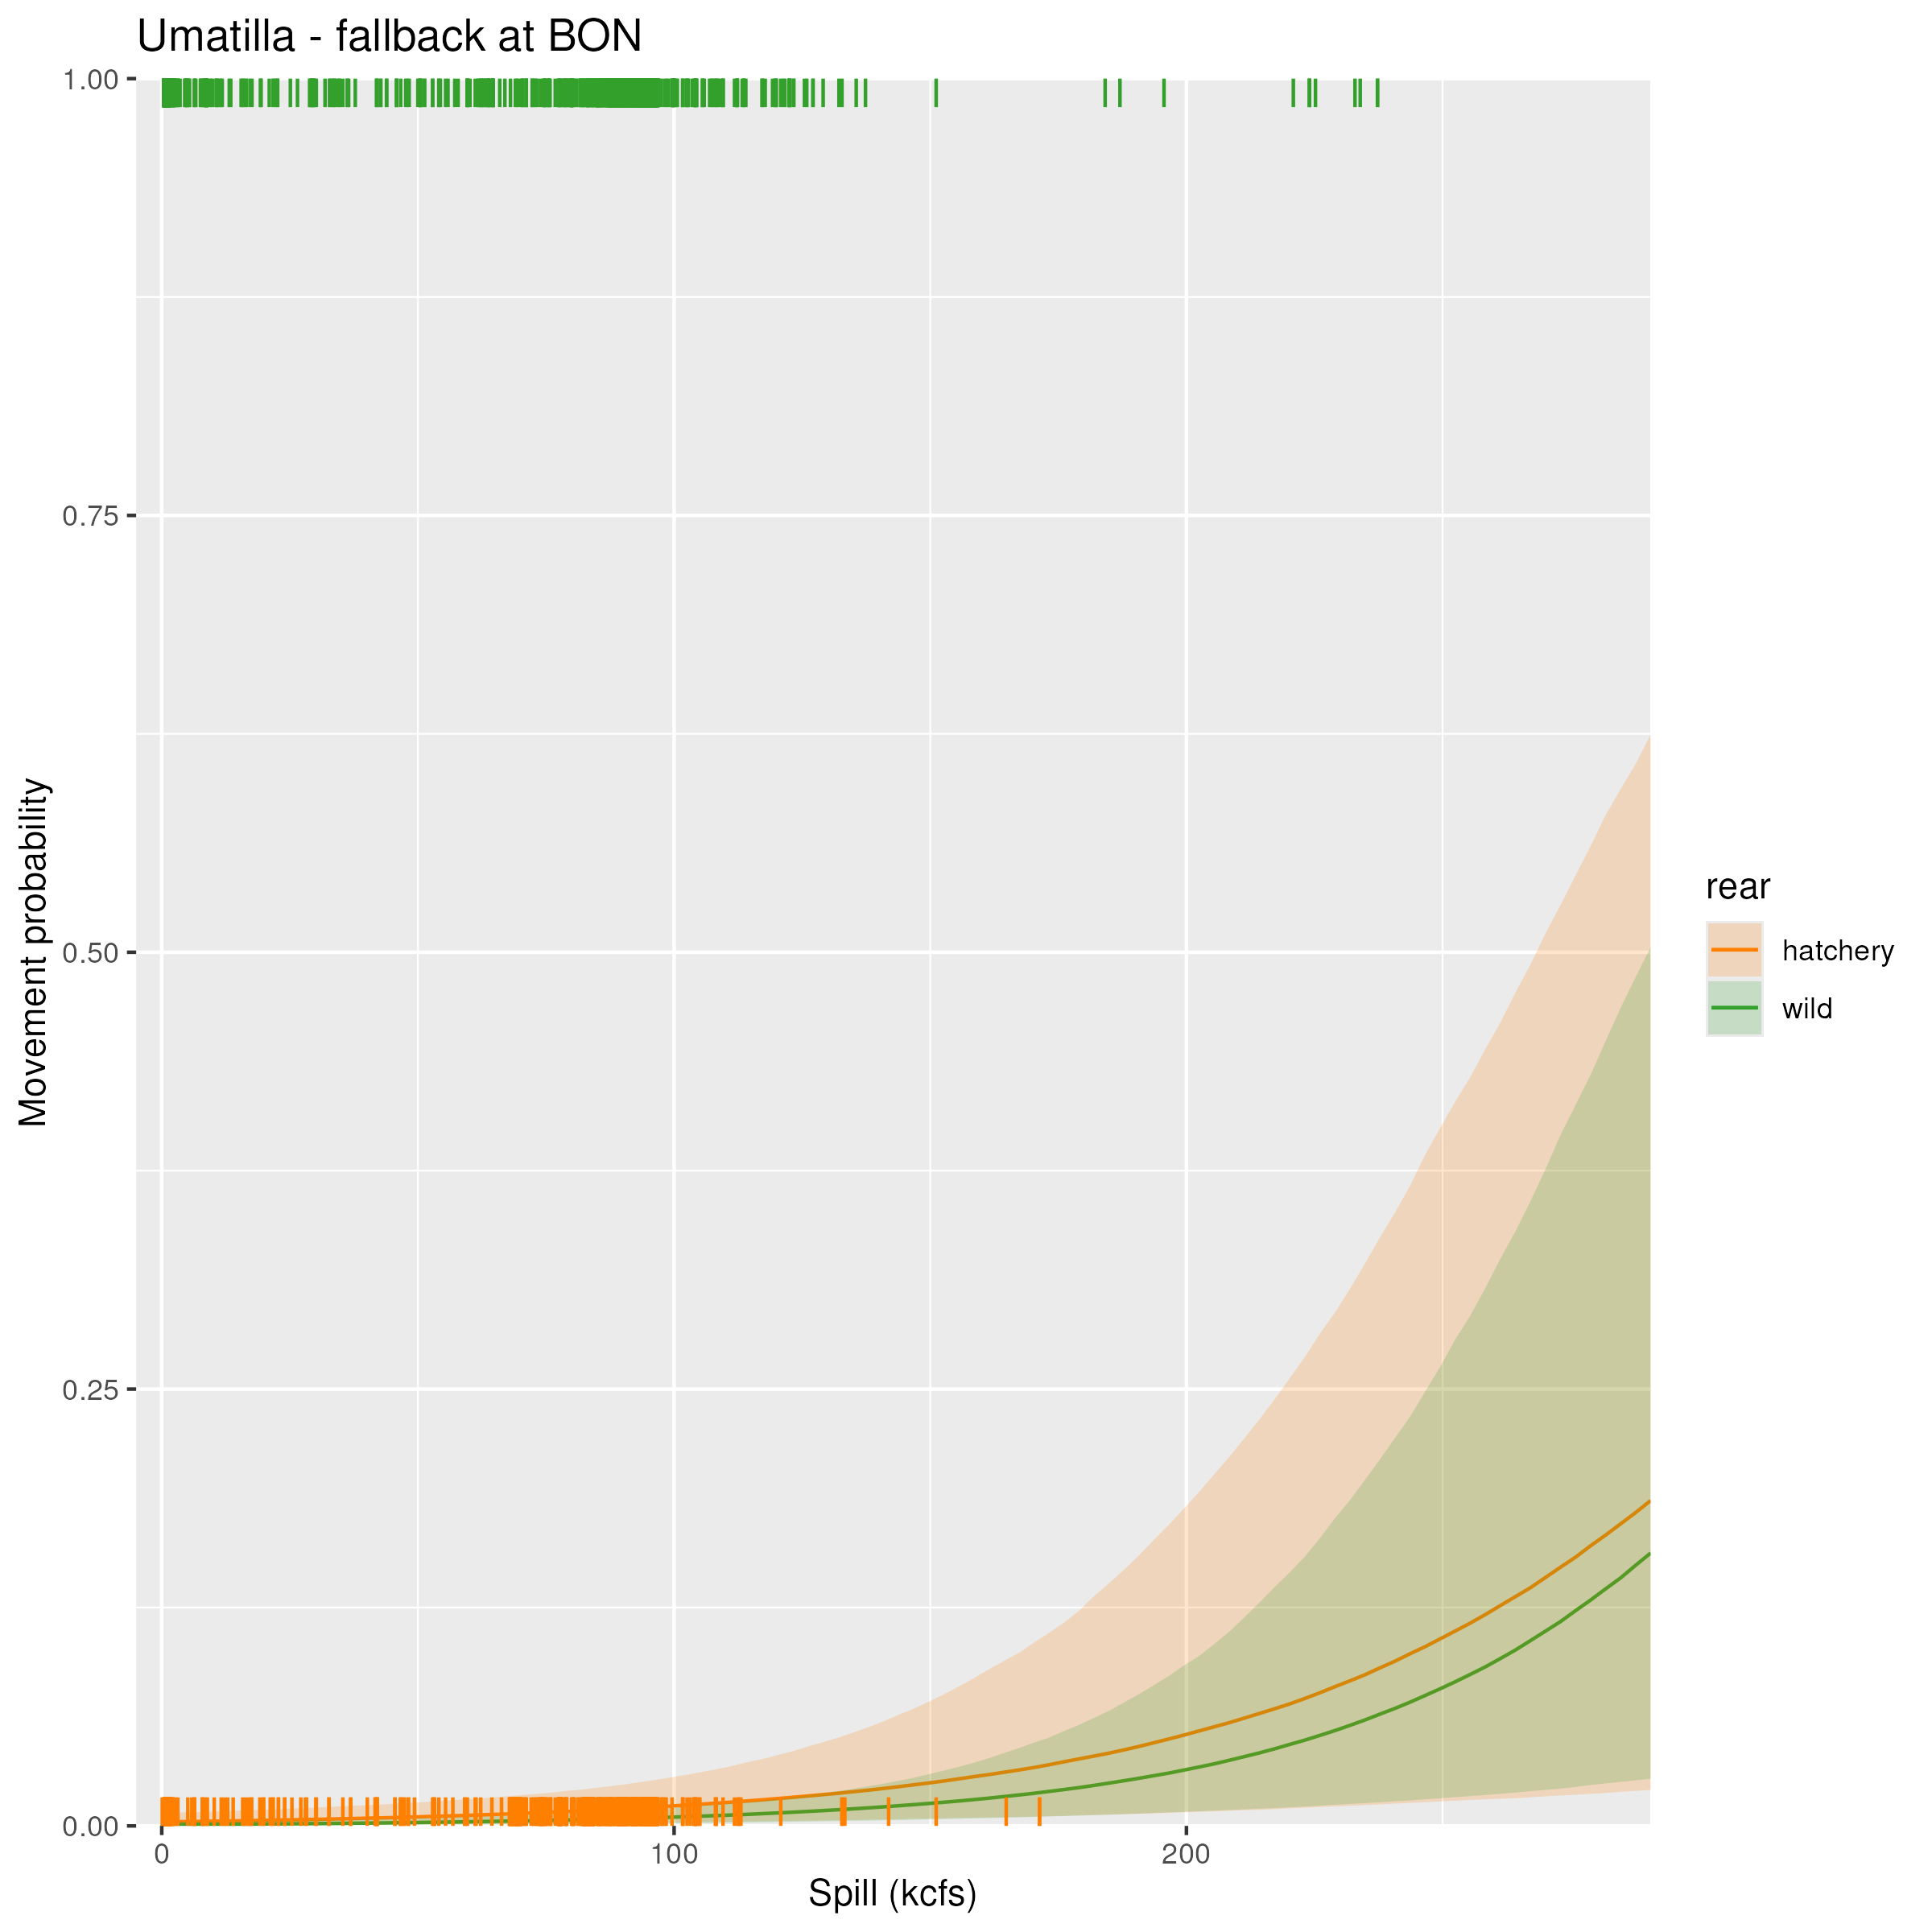 Umatilla - fallback at BON
1.00
0.75
0.50
0.25
0.00
Movement probability
0
100
200
Spill (kcfs)
rear
hatchery
wild